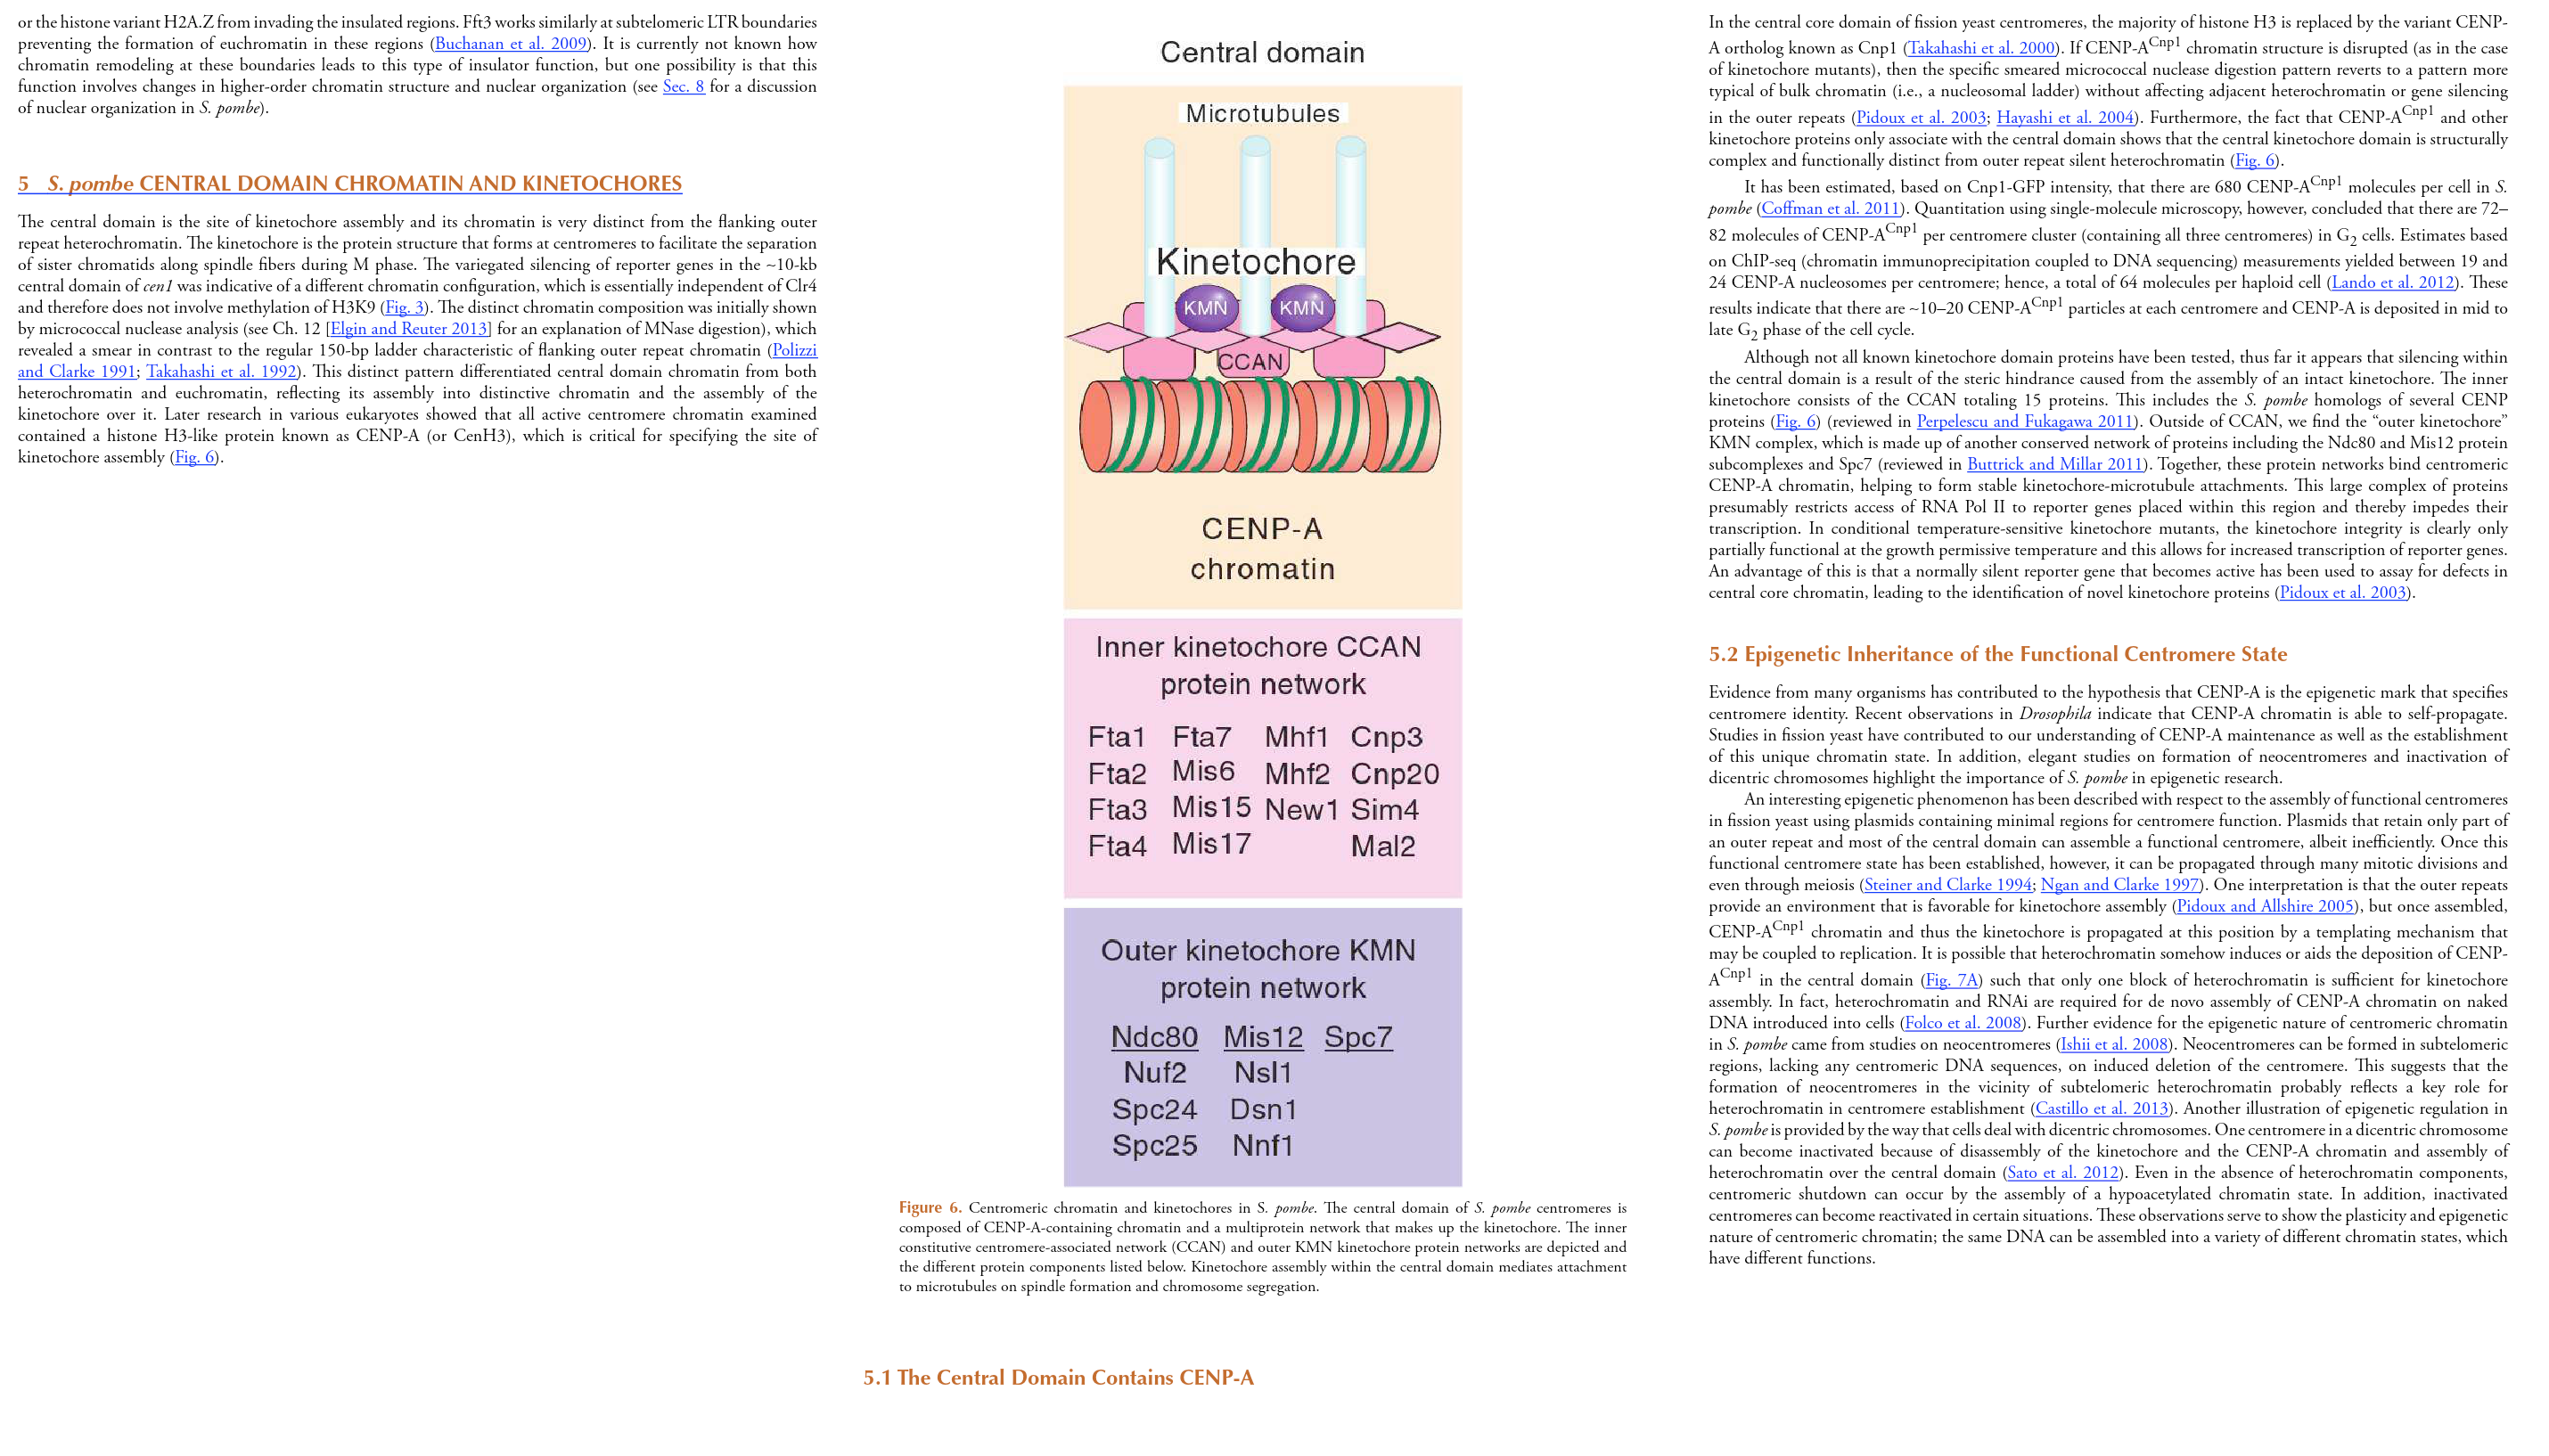 or the histone variant H2A.Z from invading the insulated regions. Fft3 works similarly at subtelomeric LTR boundaries
preventing the formation of euchromatin in these regions (Buchanan et al. 2009). It is currently not known how
chromatin remodeling at these boundaries leads to this type of insulator function, but one possibility is that this
function involves changes in higher-order chromatin structure and nuclear organization (see Sec. 8 for a discussion
of nuclear organization in S. pombe).
5 S. pombe CENTRAL DOMAIN CHROMATIN AND KINETOCHORES
The central domain is the site of kinetochore assembly and its chromatin is very distinct from the flanking outer
repeat heterochromatin. The kinetochore is the protein structure that forms at centromeres to facilitate the separation
of sister chromatids along spindle fibers during M phase. The variegated silencing of reporter genes in the ~10-kb
central domain of cen1 was indicative of a different chromatin configuration, which is essentially independent of Clr4
and therefore does not involve methylation of H3K9 (Fig. 3). The distinct chromatin composition was initially shown
by micrococcal nuclease analysis (see Ch. 12 [Elgin and Reuter 2013] for an explanation of MNase digestion), which
revealed a smear in contrast to the regular 150-bp ladder characteristic of flanking outer repeat chromatin (Polizzi
and Clarke 1991; Takahashi et al. 1992). This distinct pattern differentiated central domain chromatin from both
heterochromatin and euchromatin, reflecting its assembly into distinctive chromatin and the assembly of the
kinetochore over it. Later research in various eukaryotes showed that all active centromere chromatin examined
contained a histone H3-like protein known as CENP-A (or CenH3), which is critical for specifying the site of
kinetochore assembly (Fig. 6).
Central domain
Microtubules
Kinetochore
KMN KMN
CCAN
CENP-A
chromatin
Inner kinetochore CCAN
protein network
Fta1 Fta7 Mhf1 Cnp3
Fta2 Mis6 Mhf2 Cnp20
Fta3 Mis15 New1 Sim4
Fta4 Mis17 Mal2
Outer kinetochore KMN
protein network
Ndc80 Mis12 Spc7
Nuf2 Nsl1
Spc24 Dsn1
Spc25 Nnf1
Figure 6. Centromeric chromatin and kinetochores in S. pombe. The central domain of S. pombe centromeres is
composed of CENP-A-containing chromatin and a multiprotein network that makes up the kinetochore. The inner
constitutive centromere-associated network (CCAN) and outer KMN kinetochore protein networks are depicted and
the different protein components listed below. Kinetochore assembly within the central domain mediates attachment
to microtubules on spindle formation and chromosome segregation.
5.1 The Central Domain Contains CENP-A
In the central core domain of fission yeast centromeres, the majority of histone H3 is replaced by the variant CENP-
A ortholog known as Cnp1 (Takahashi et al. 2000). If CENP-ACnp1 chromatin structure is disrupted (as in the case
of kinetochore mutants), then the specific smeared micrococcal nuclease digestion pattern reverts to a pattern more
typical of bulk chromatin (i.e., a nucleosomal ladder) without affecting adjacent heterochromatin or gene silencing
in the outer repeats (Pidoux et al. 2003; Hayashi et al. 2004). Furthermore, the fact that CENP-ACnp1 and other
kinetochore proteins only associate with the central domain shows that the central kinetochore domain is structurally
complex and functionally distinct from outer repeat silent heterochromatin (Fig. 6).
It has been estimated, based on Cnp1-GFP intensity, that there are 680 CENP-ACnp1 molecules per cell in S.
pombe (Coffman et al. 2011). Quantitation using single-molecule microscopy, however, concluded that there are 72–
82 molecules of CENP-ACnp1 per centromere cluster (containing all three centromeres) in G2 cells. Estimates based
on ChIP-seq (chromatin immunoprecipitation coupled to DNA sequencing) measurements yielded between 19 and
24 CENP-A nucleosomes per centromere; hence, a total of 64 molecules per haploid cell (Lando et al. 2012). These
results indicate that there are ~10–20 CENP-ACnp1 particles at each centromere and CENP-A is deposited in mid to
late G2 phase of the cell cycle.
Although not all known kinetochore domain proteins have been tested, thus far it appears that silencing within
the central domain is a result of the steric hindrance caused from the assembly of an intact kinetochore. The inner
kinetochore consists of the CCAN totaling 15 proteins. This includes the S. pombe homologs of several CENP
proteins (Fig. 6) (reviewed in Perpelescu and Fukagawa 2011). Outside of CCAN, we find the “outer kinetochore”
KMN complex, which is made up of another conserved network of proteins including the Ndc80 and Mis12 protein
subcomplexes and Spc7 (reviewed in Buttrick and Millar 2011). Together, these protein networks bind centromeric
CENP-A chromatin, helping to form stable kinetochore-microtubule attachments. This large complex of proteins
presumably restricts access of RNA Pol II to reporter genes placed within this region and thereby impedes their
transcription. In conditional temperature-sensitive kinetochore mutants, the kinetochore integrity is clearly only
partially functional at the growth permissive temperature and this allows for increased transcription of reporter genes.
An advantage of this is that a normally silent reporter gene that becomes active has been used to assay for defects in
central core chromatin, leading to the identification of novel kinetochore proteins (Pidoux et al. 2003).
5.2 Epigenetic Inheritance of the Functional Centromere State
Evidence from many organisms has contributed to the hypothesis that CENP-A is the epigenetic mark that specifies
centromere identity. Recent observations in Drosophila indicate that CENP-A chromatin is able to self-propagate.
Studies in fission yeast have contributed to our understanding of CENP-A maintenance as well as the establishment
of this unique chromatin state. In addition, elegant studies on formation of neocentromeres and inactivation of
dicentric chromosomes highlight the importance of S. pombe in epigenetic research.
An interesting epigenetic phenomenon has been described with respect to the assembly of functional centromeres
in fission yeast using plasmids containing minimal regions for centromere function. Plasmids that retain only part of
an outer repeat and most of the central domain can assemble a functional centromere, albeit inefficiently. Once this
functional centromere state has been established, however, it can be propagated through many mitotic divisions and
even through meiosis (Steiner and Clarke 1994; Ngan and Clarke 1997). One interpretation is that the outer repeats
provide an environment that is favorable for kinetochore assembly (Pidoux and Allshire 2005), but once assembled,
CENP-ACnp1 chromatin and thus the kinetochore is propagated at this position by a templating mechanism that
may be coupled to replication. It is possible that heterochromatin somehow induces or aids the deposition of CENP-
ACnp1 in the central domain (Fig. 7A) such that only one block of heterochromatin is sufficient for kinetochore
assembly. In fact, heterochromatin and RNAi are required for de novo assembly of CENP-A chromatin on naked
DNA introduced into cells (Folco et al. 2008). Further evidence for the epigenetic nature of centromeric chromatin
in S. pombe came from studies on neocentromeres (Ishii et al. 2008). Neocentromeres can be formed in subtelomeric
regions, lacking any centromeric DNA sequences, on induced deletion of the centromere. This suggests that the
formation of neocentromeres in the vicinity of subtelomeric heterochromatin probably reflects a key role for
heterochromatin in centromere establishment (Castillo et al. 2013). Another illustration of epigenetic regulation in
S. pombe is provided by the way that cells deal with dicentric chromosomes. One centromere in a dicentric chromosome
can become inactivated because of disassembly of the kinetochore and the CENP-A chromatin and assembly of
heterochromatin over the central domain (Sato et al. 2012). Even in the absence of heterochromatin components,
centromeric shutdown can occur by the assembly of a hypoacetylated chromatin state. In addition, inactivated
centromeres can become reactivated in certain situations. These observations serve to show the plasticity and epigenetic
nature of centromeric chromatin; the same DNA can be assembled into a variety of different chromatin states, which
have different functions.